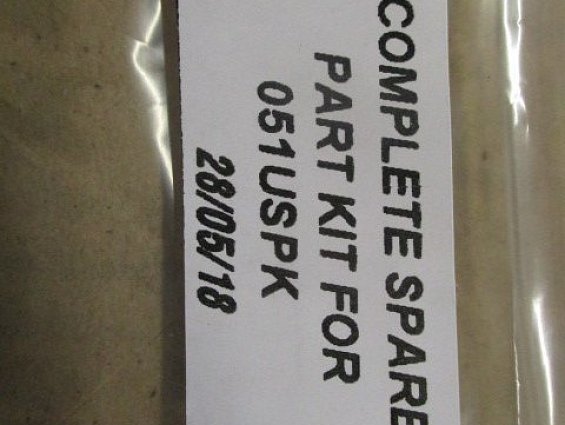 COMPLETE SPARE
PART KIT FOR
051USPK
28/05/18